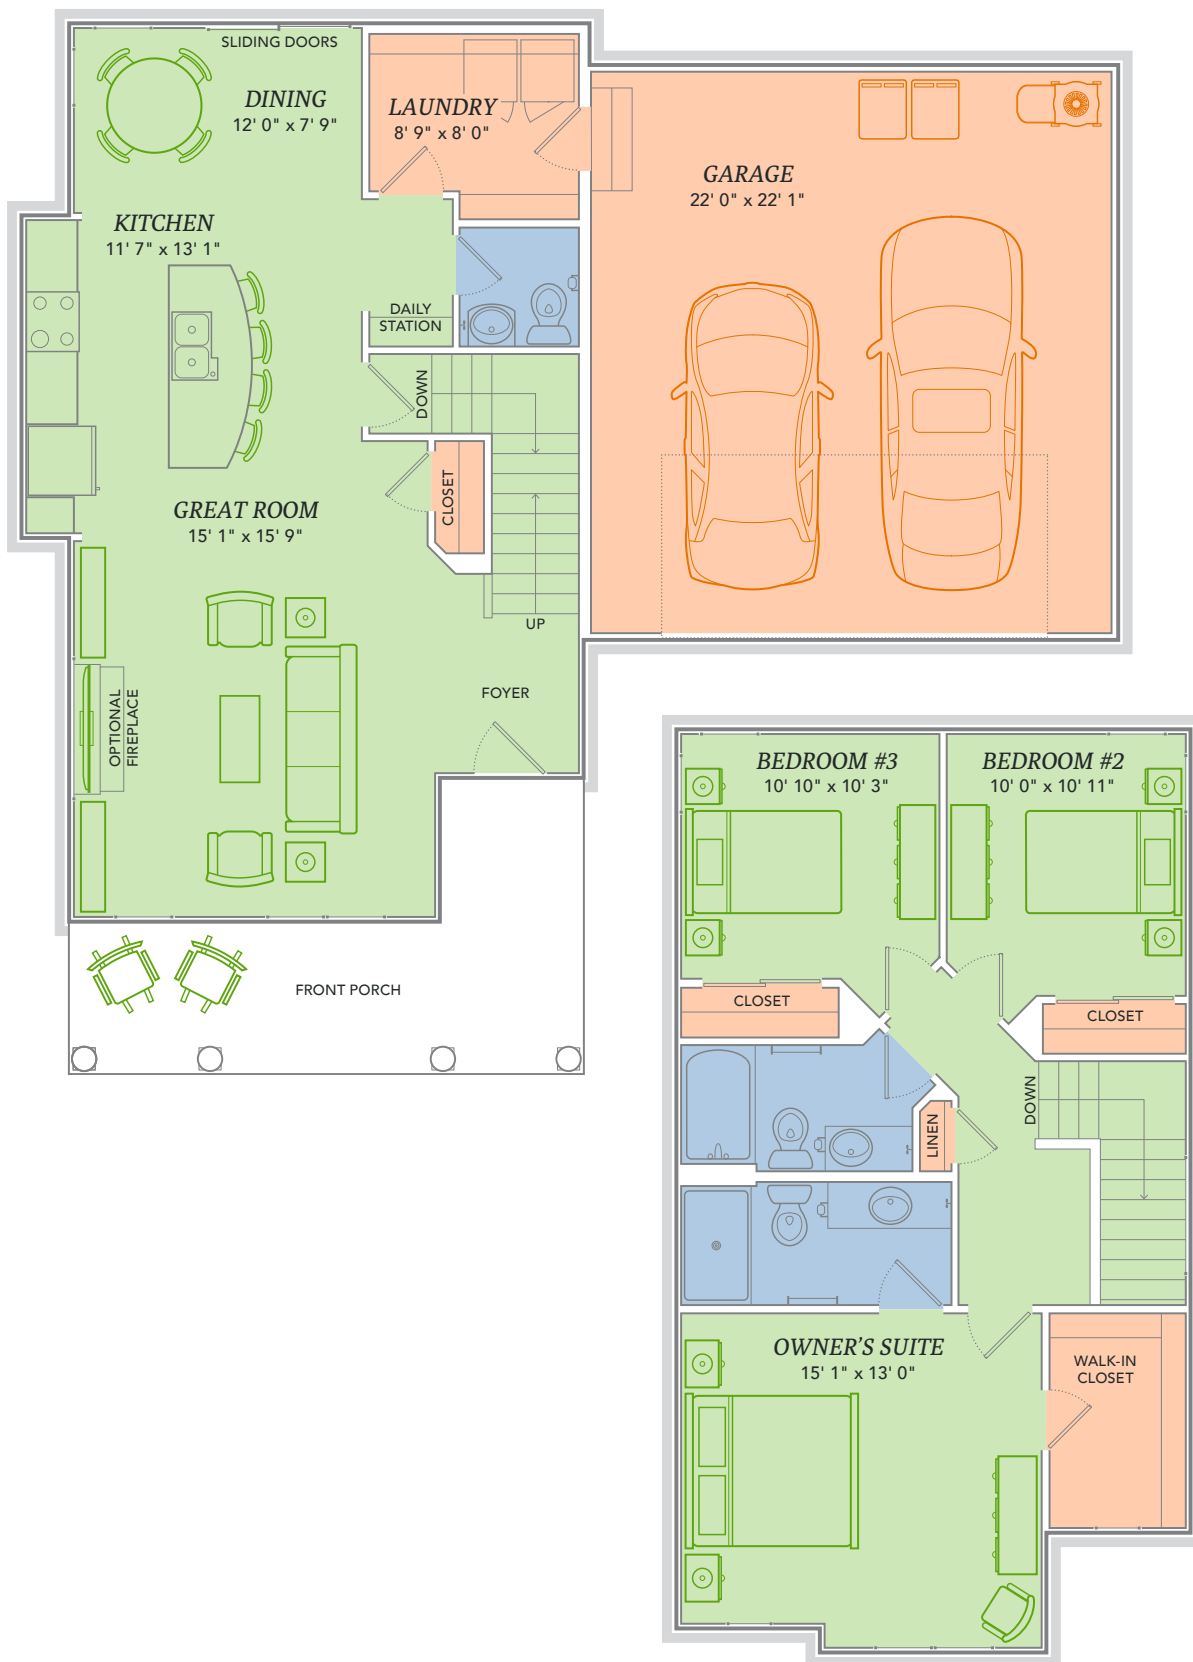 SLIDING DOORS
DINING
12' 0" x 7' 9"
LAUNDRY
8' 9" x 8' 0"
GARAGE
22' 0" x 22' 1"
KITCHEN
11' 7" x 13' 1"
DAILY
STATION
DOWN
CLOSET
GREAT ROOM
15' 1" x 15' 9"
UP
FOYER
OPTIONAL
FIREPLACE
FRONT PORCH
BEDROOM #3
10' 10" x 10' 3"
BEDROOM #2
10' 0" x 10' 11"
CLOSET
CLOSET
DOWN
LINEN
OWNER’S SUITE
15' 1" x 13' 0"
WALK-IN
CLOSET